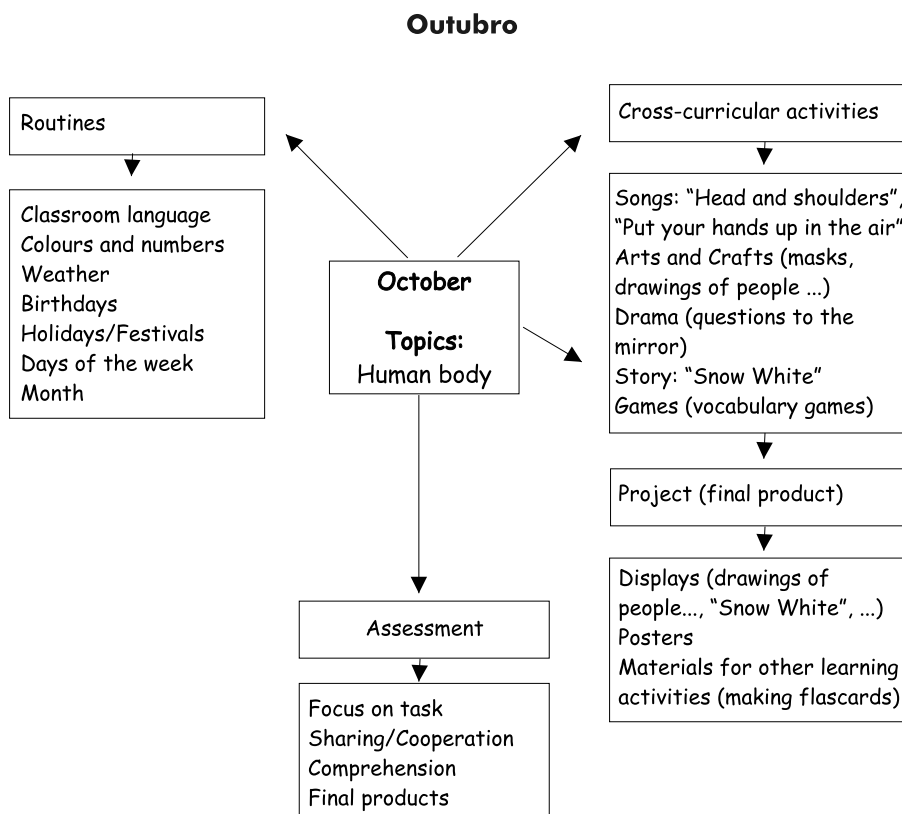 Outubro
Routines
Classroom language
Colours and numbers
Weather
Birthdays
Holidays/Festivals
Days of the week
Month
October
Topics:
Human body
Cross-curricular activities
Songs: “Head and shoulders”,
“Put your hands up in the air”
Arts and Crafts (masks,
drawings of people ...)
Drama (questions to the
mirror)
Story: “Snow White”
Games (vocabulary games)
Project (final product)
Displays (drawings of
people..., “Snow White”, ...)
Posters
Materials for other learning
activities (making flascards)
Assessment
Focus on task
Sharing/Cooperation
Comprehension
Final products